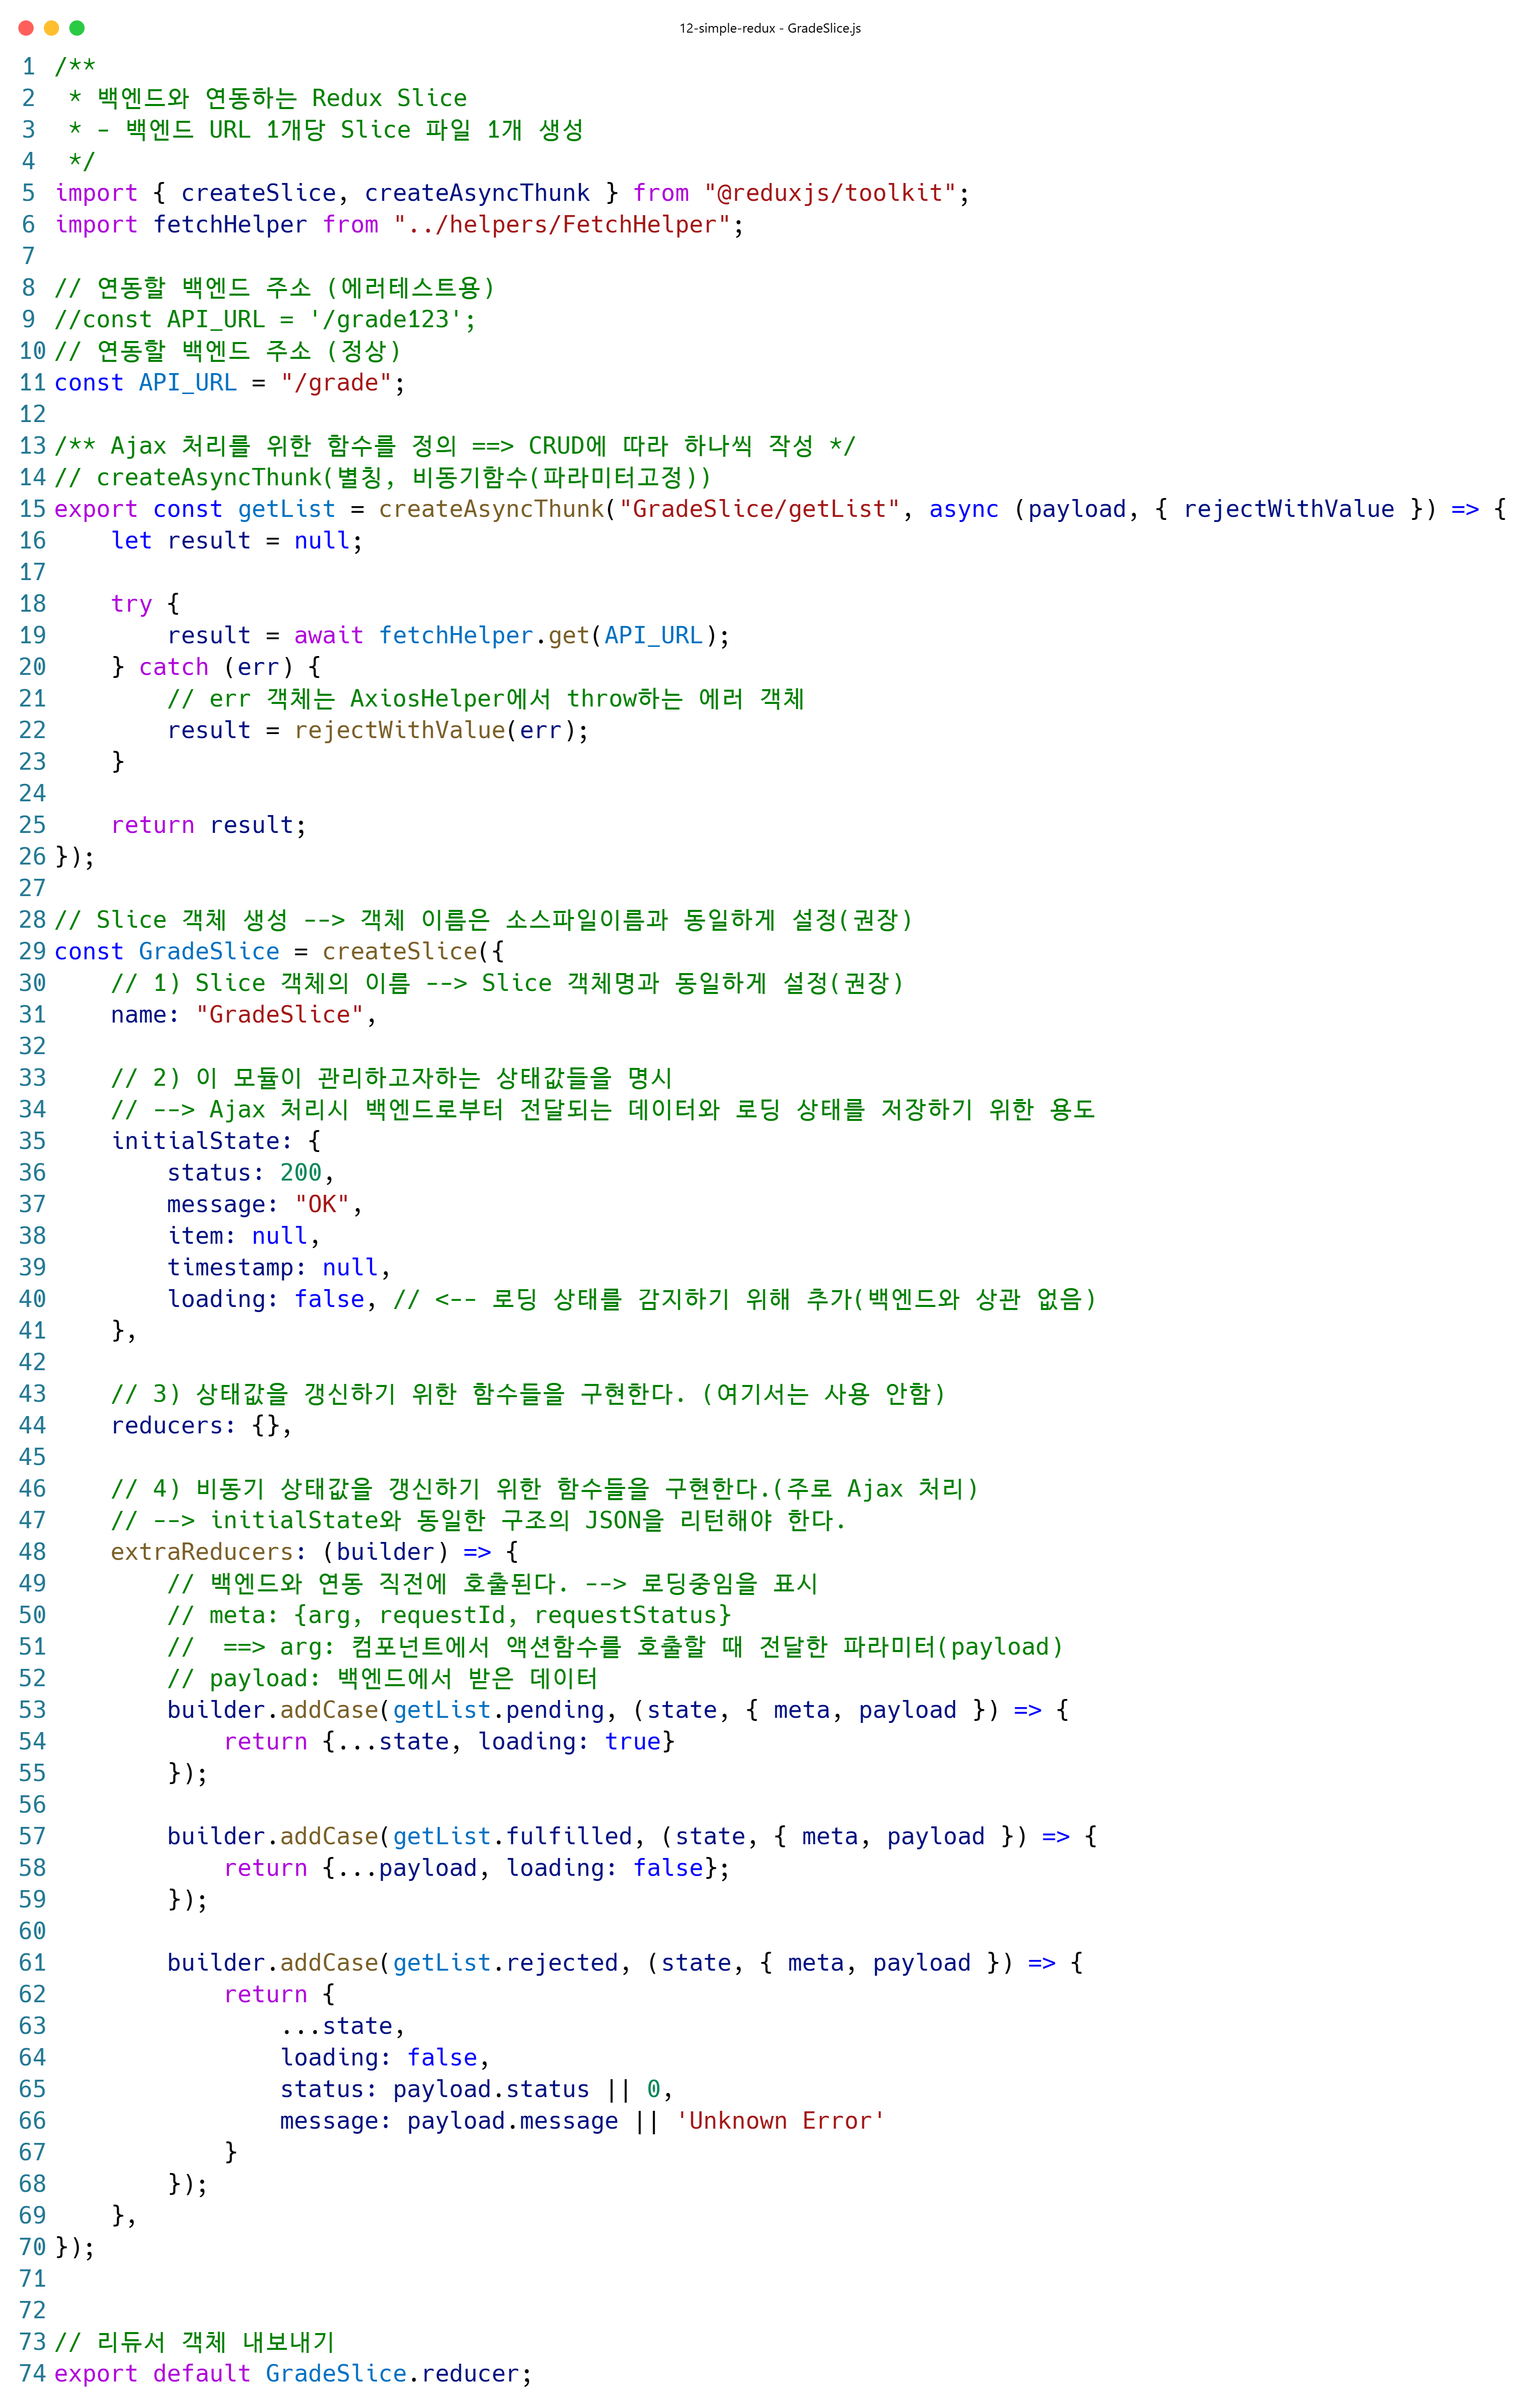 12-simple-redux - GradeSlice.js
1 /**
2  * 백엔드와 연동하는 Redux Slice
3  * - 백엔드 URL 1개당 Slice 파일 1개 생성
4  */
5 import { createSlice, createAsyncThunk } from "@reduxjs/toolkit";
6 import fetchHelper from "../helpers/FetchHelper";
7
8 // 연동할 백엔드 주소 (에러테스트용)
9 //const API_URL = '/grade123';
10 // 연동할 백엔드 주소 (정상)
11 const API_URL = "/grade";
12
13 /** Ajax 처리를 위한 함수를 정의 ==> CRUD에 따라 하나씩 작성 */
14 // createAsyncThunk(별칭, 비동기함수(파라미터고정))
15 export const getList = createAsyncThunk("GradeSlice/getList", async (payload, { rejectWithValue }) => {
16     let result = null;
17
18     try {
19         result = await fetchHelper.get(API_URL);
20     } catch (err) {
21         // err 객체는 AxiosHelper에서 throw하는 에러 객체
22         result = rejectWithValue(err);
23     }
24
25     return result;
26 });
27
28 // Slice 객체 생성 --> 객체 이름은 소스파일이름과 동일하게 설정(권장)
29 const GradeSlice = createSlice({
30     // 1) Slice 객체의 이름 --> Slice 객체명과 동일하게 설정(권장)
31     name: "GradeSlice",
32
33     // 2) 이 모듈이 관리하고자하는 상태값들을 명시
34     // --> Ajax 처리시 백엔드로부터 전달되는 데이터와 로딩 상태를 저장하기 위한 용도
35     initialState: {
36         status: 200,
37         message: "OK",
38         item: null,
39         timestamp: null,
40         loading: false, // <-- 로딩 상태를 감지하기 위해 추가(백엔드와 상관 없음)
41     },
42
43     // 3) 상태값을 갱신하기 위한 함수들을 구현한다. (여기서는 사용 안함)
44     reducers: {},
45
46     // 4) 비동기 상태값을 갱신하기 위한 함수들을 구현한다.(주로 Ajax 처리)
47     // --> initialState와 동일한 구조의 JSON을 리턴해야 한다.
48     extraReducers: (builder) => {
49         // 백엔드와 연동 직전에 호출된다. --> 로딩중임을 표시
50         // meta: {arg, requestId, requestStatus}
51         //  ==> arg: 컴포넌트에서 액션함수를 호출할 때 전달한 파라미터(payload)
52         // payload: 백엔드에서 받은 데이터
53         builder.addCase(getList.pending, (state, { meta, payload }) => {
54             return {...state, loading: true}
55         });
56
57         builder.addCase(getList.fulfilled, (state, { meta, payload }) => {
58             return {...payload, loading: false};
59         });
60
61         builder.addCase(getList.rejected, (state, { meta, payload }) => {
62             return {
63                 ...state,
64                 loading: false,
65                 status: payload.status || 0,
66                 message: payload.message || 'Unknown Error'
67             }
68         });
69     },
70 });
71
72
73 // 리듀서 객체 내보내기
74 export default GradeSlice.reducer;